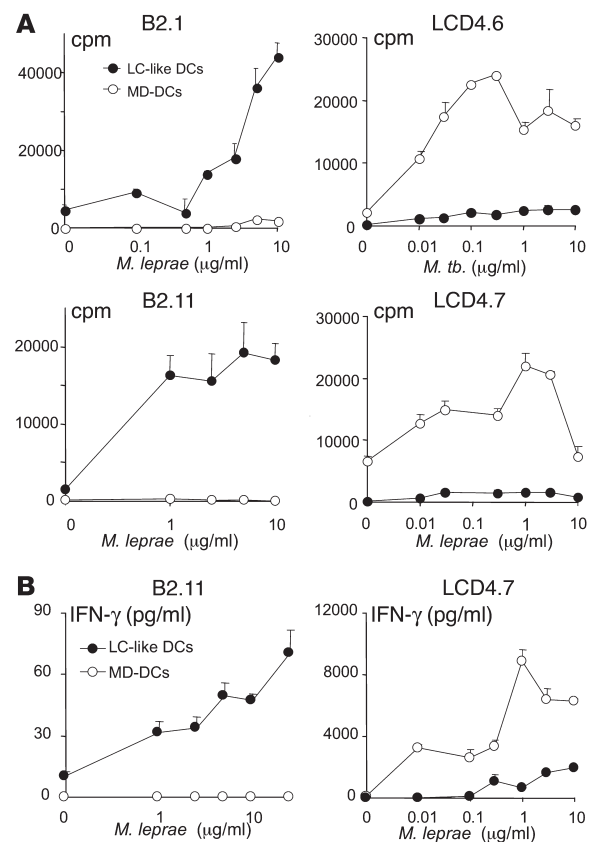 A
B2.1
cpm
40000
20000
0
LC-like DCs
MD-DCs
0 0.1 1 10
M. leprae (μg/ml)
LCD4.6
cpm
30000
20000
10000
0
0 0.01 0.1 1 10
M. tb. (μg/ml)
B2.11
cpm
20000
10000
0
0 1 10
M. leprae (μg/ml)
LCD4.7
cpm
30000
20000
10000
0
0 0.01 0.1 1 10
M. leprae (μg/ml)
B
B2.11
IFN-γ (pg/ml)
90
60
30
0
LC-like DCs
MD-DCs
0 1 10
M. leprae (μg/ml)
LCD4.7
IFN-γ (pg/ml)
12000
8000
4000
0
0 0.01 0.1 1 10
M. leprae (μg/ml)